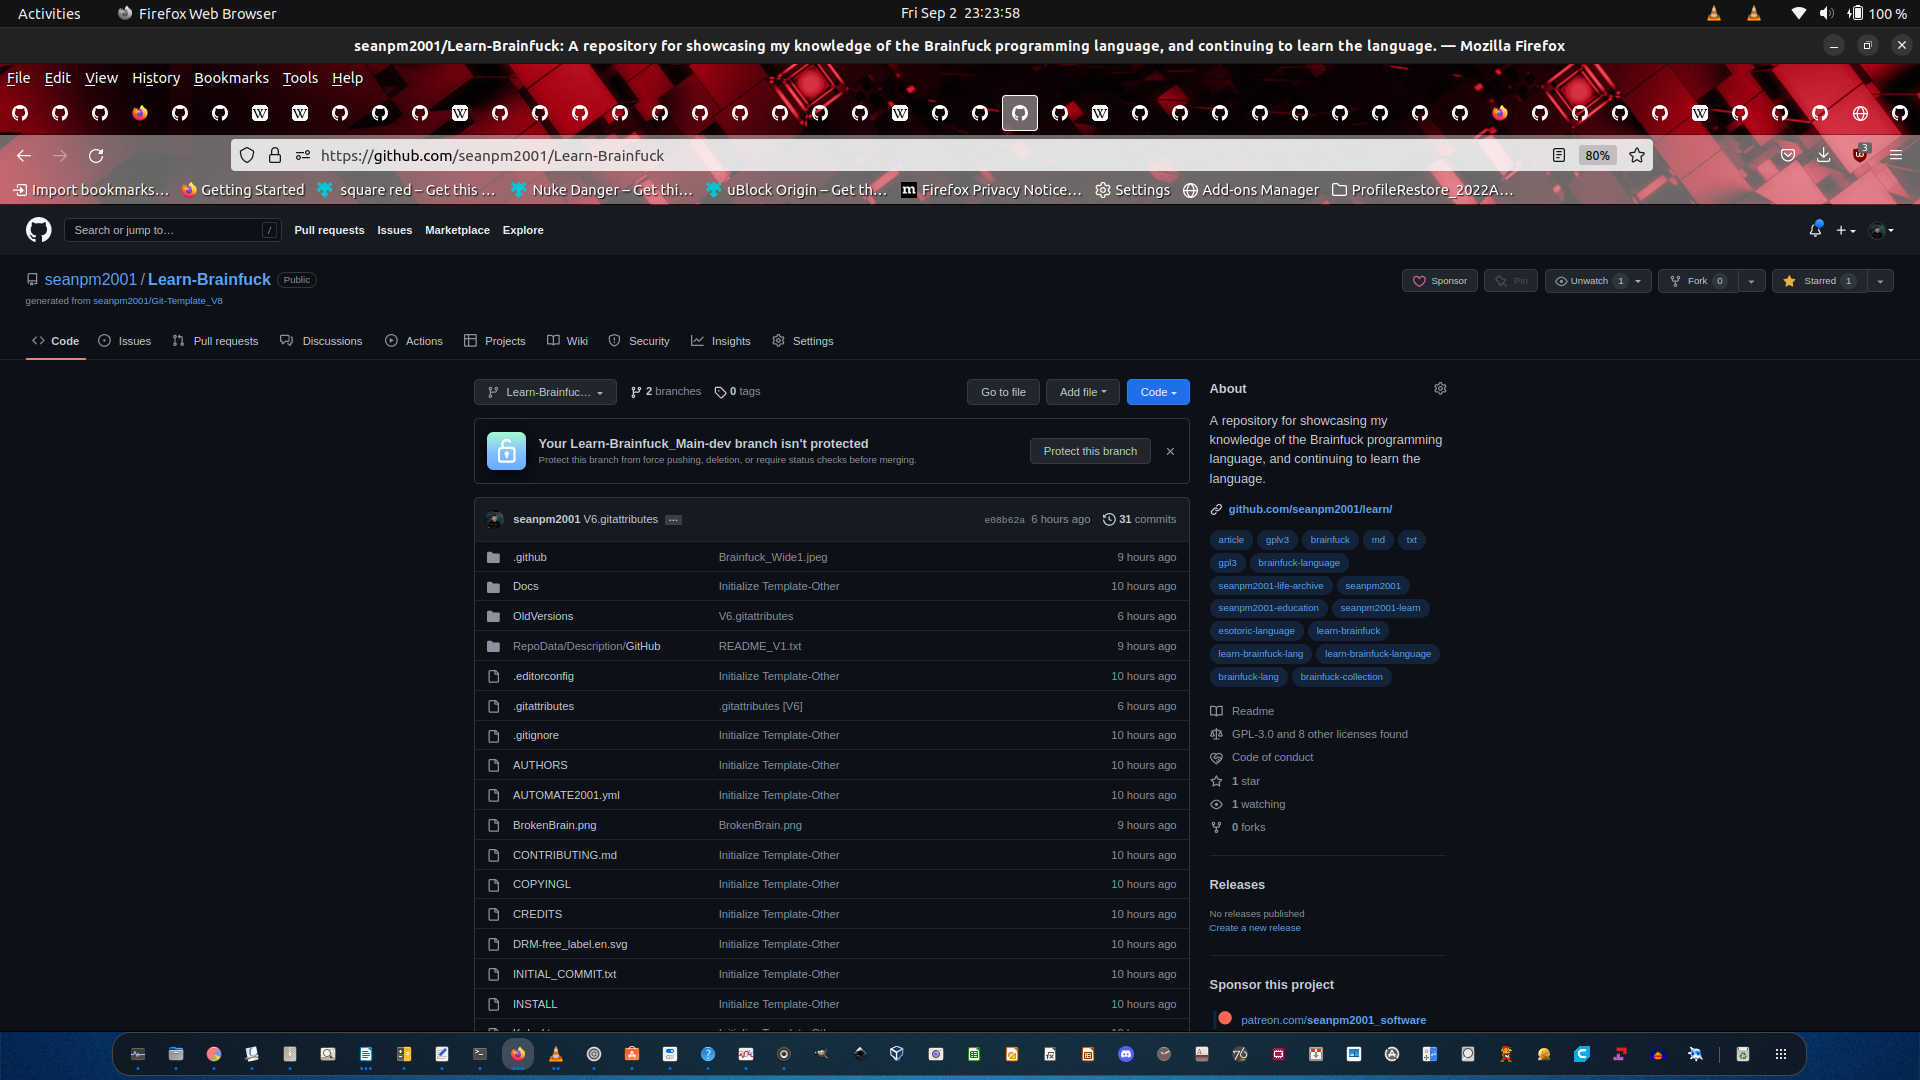 Activities Firefox Web Browser Fri Sep 2 23:23:58 100 %
seanpm2001/Learn-Brainfuck: A repository for showcasing my knowledge of the Brainfuck programming language, and continuing to learn the language. — Mozilla Firefox
File Edit View History Bookmarks Tools Help
https://github.com/seanpm2001/Learn-Brainfuck 80% 3
Import bookmarks… Getting Started square red – Get this … Nuke Danger – Get thi… uBlock Origin – Get th… Firefox Privacy Notice… Settings Add-ons Manager ProfileRestore_2022A…
Search or jump to… / Pull requests Issues Marketplace Explore
seanpm2001 / Learn-Brainfuck Public Sponsor Pin Unwatch 1 Fork 0 Starred 1
generated from seanpm2001/Git-Template_V8
Code Issues Pull requests Discussions Actions Projects Wiki Security Insights Settings
Learn-Brainfuc… 2 branches 0 tags Go to file Add file Code
Your Learn-Brainfuck_Main-dev branch isn't protected
Protect this branch from force pushing, deletion, or require status checks before merging.
Protect this branch
seanpm2001 V6.gitattributes … e08b62a 6 hours ago 31 commits
.github Brainfuck_Wide1.jpeg 9 hours ago
Docs Initialize Template-Other 10 hours ago
OldVersions V6.gitattributes 6 hours ago
RepoData/Description/GitHub README_V1.txt 9 hours ago
.editorconfig Initialize Template-Other 10 hours ago
.gitattributes .gitattributes [V6] 6 hours ago
.gitignore Initialize Template-Other 10 hours ago
AUTHORS Initialize Template-Other 10 hours ago
AUTOMATE2001.yml Initialize Template-Other 10 hours ago
BrokenBrain.png BrokenBrain.png 9 hours ago
CONTRIBUTING.md Initialize Template-Other 10 hours ago
COPYINGL Initialize Template-Other 10 hours ago
CREDITS Initialize Template-Other 10 hours ago
DRM-free_label.en.svg Initialize Template-Other 10 hours ago
INITIAL_COMMIT.txt Initialize Template-Other 10 hours ago
INSTALL Initialize Template-Other 10 hours ago
About
A repository for showcasing my
knowledge of the Brainfuck programming
language, and continuing to learn the
language.
github.com/seanpm2001/learn/
article gplv3 brainfuck md txt
gpl3 brainfuck-language
seanpm2001-life-archive seanpm2001
seanpm2001-education seanpm2001-learn
esotoric-language learn-brainfuck
learn-brainfuck-lang learn-brainfuck-language
brainfuck-lang brainfuck-collection
Readme
GPL-3.0 and 8 other licenses found
Code of conduct
1 star
1 watching
0 forks
Releases
No releases published
Create a new release
Sponsor this project
patreon.com/seanpm2001_software